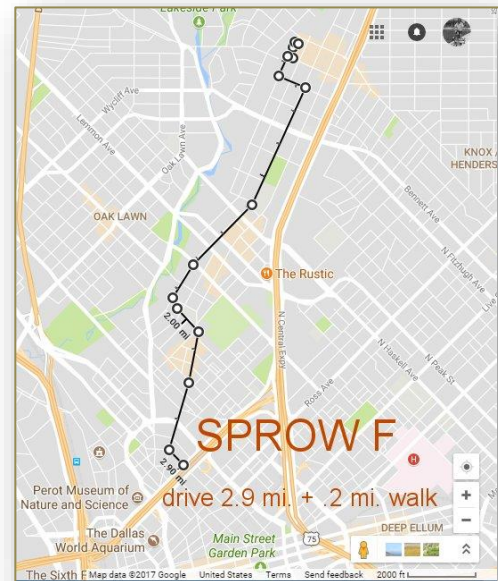 Lakeside Park
Wycliff Ave
Lemmon Ave
Oak Lawn Ave
KNOX /
HENDERS
Bennett Ave
OAK LAWN
N Fitzhugh Ave
The Rustic
Live
2.00 mi
N Central Expy
N Haskell Ave
N Peak St
Ross Ave
SPROW F
2.90 mi
H
drive 2.9 mi. + .2 mi. walk
Perot Museum of
Nature and Science
+
−
DEEP ELLUM
75
The Dallas
World Aquarium
Main Street
Garden Park
The Sixth F
Map data ©2017 Google United States Terms Send feedback 2000 ft